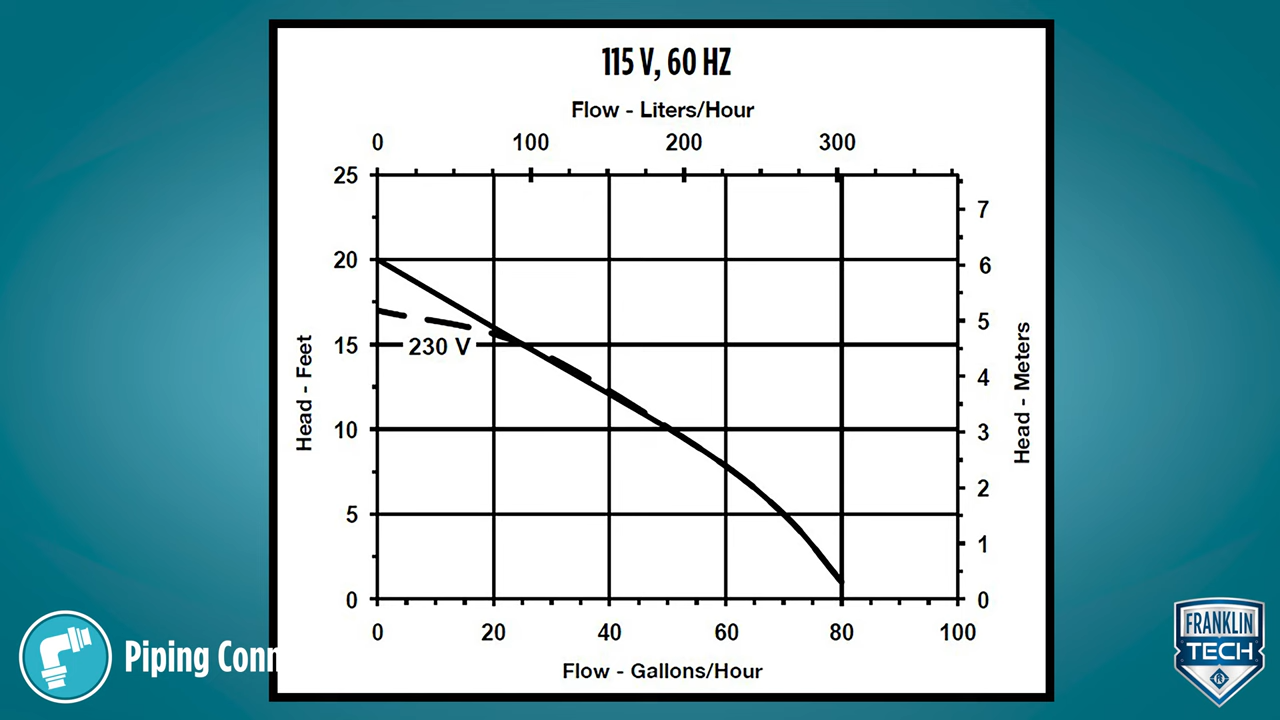 115 V, 60 HZ
Flow - Liters/Hour
0 100 200 300
25
20
15
10
5
0
Head - Feet
230 V
7
6
5
4
3
2
1
0
Head - Meters
0 20 40 60 80 100
Flow - Gallons/Hour
Piping Conn
FRANKLIN
TECH